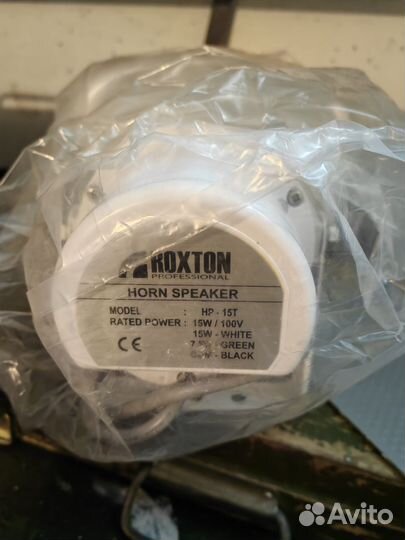 ROXTON
PROFESSIONAL
HORN SPEAKER
MODEL : HP - 15T
RATED POWER : 15W / 100V
15W - WHITE
GREEN
- BLACK
CE
Avito